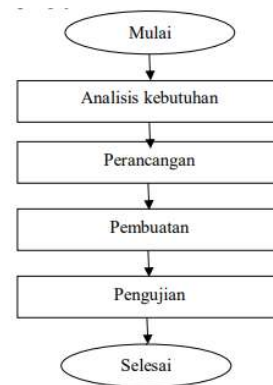 Mulai
Analisis kebutuhan
Perancangan
Pembuatan
Pengujian
Selesai